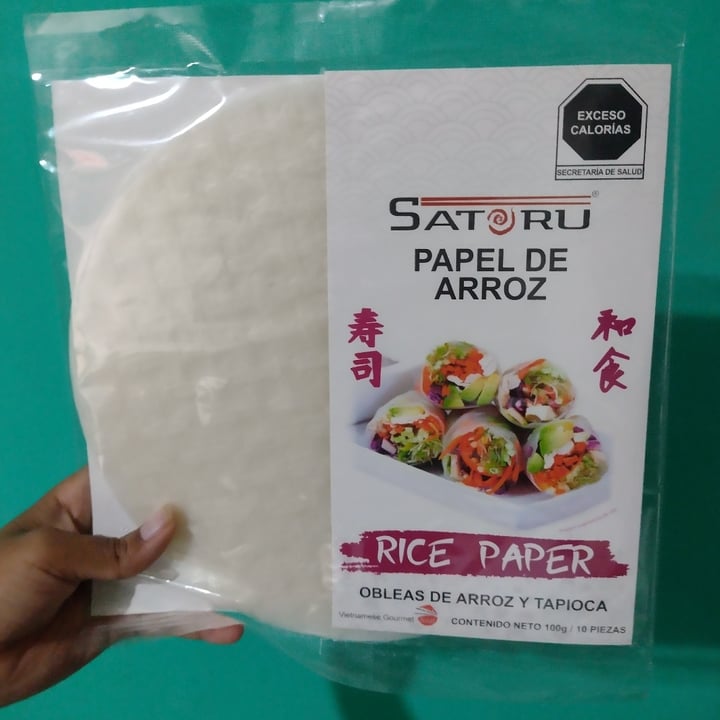 EXCESO
CALORÍAS
SECRETARÍA DE SALUD
SATORU®
PAPEL DE
ARROZ
寿司
和食
RICE PAPER
OBLEAS DE ARROZ Y TAPIOCA
Vietnamese Gourmet
CONTENIDO NETO 100g / 10 PIEZAS